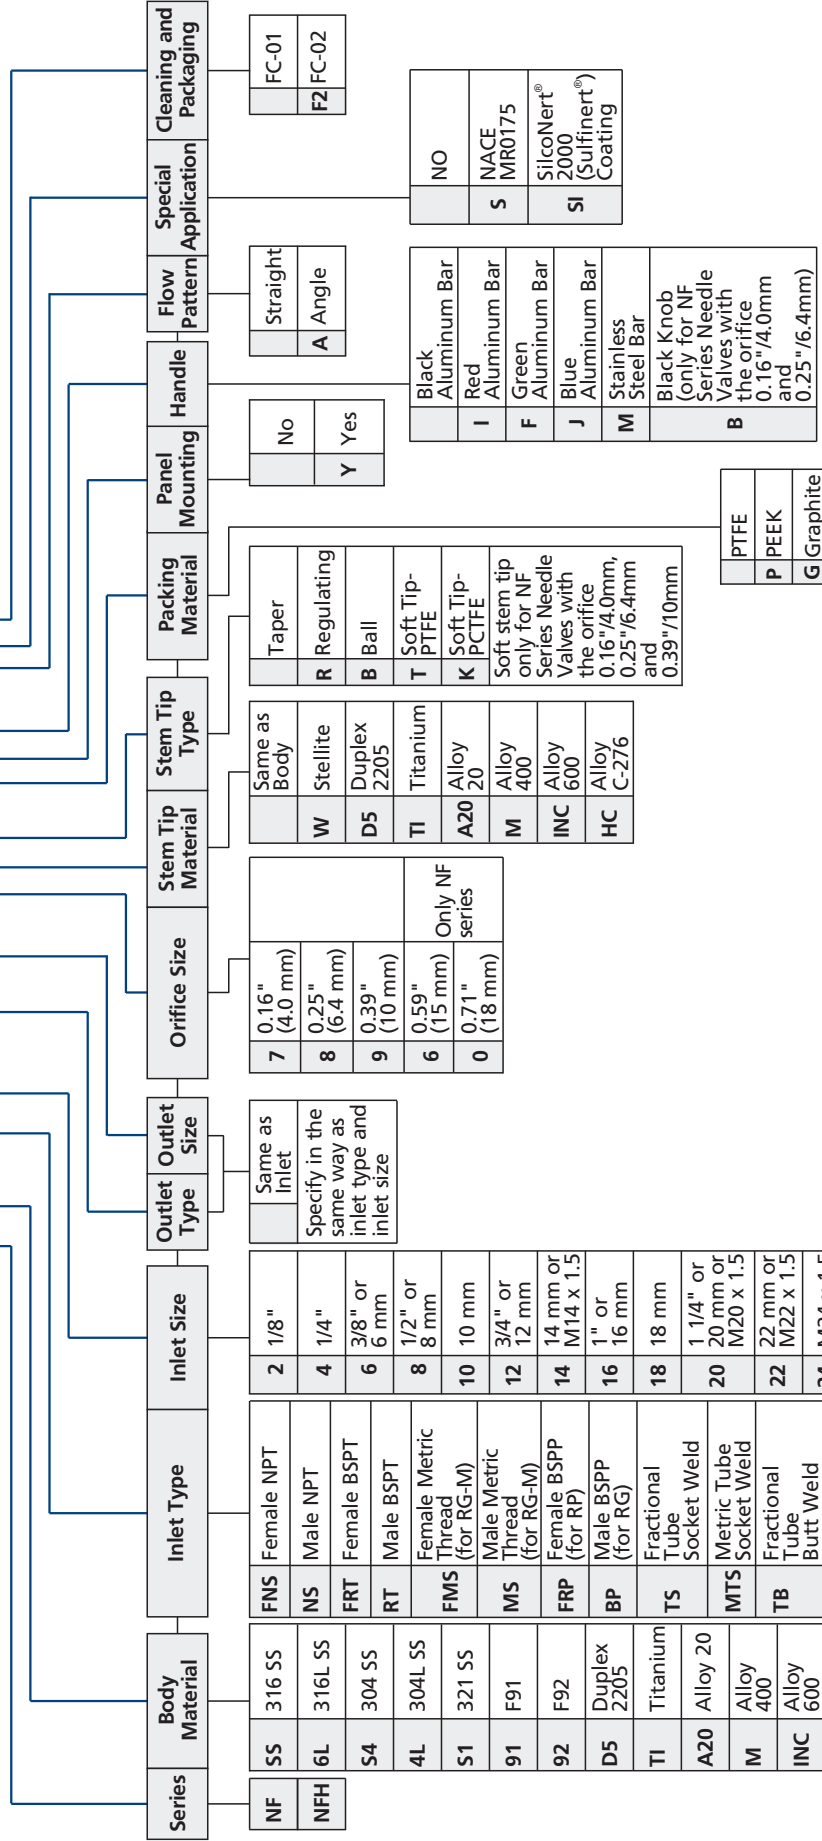 Series
NF
NFH
Body
Material
SS 316 SS
6L 316L SS
S4 304 SS
4L 304L SS
S1 321 SS
91 F91
92 F92
D5 Duplex
2205
TI Titanium
A20 Alloy 20
M Alloy
400
INC Alloy
600
Inlet Type
FNS Female NPT
NS Male NPT
FRT Female BSPT
RT Male BSPT
FMS Female Metric
Thread
(for RG-M)
MS Male Metric
Thread
(for RG-M)
FRP Female BSPP
(for RP)
BP Male BSPP
(for RG)
TS Fractional
Tube
Socket Weld
MTS Metric Tube
Socket Weld
TB Fractional
Tube
Butt Weld
Inlet Size
2 1/8"
4 1/4"
6 3/8" or
6 mm
8 1/2" or
8 mm
10 10 mm
12 3/4" or
12 mm
14 14 mm or
M14 x 1.5
16 1" or
16 mm
18 18 mm
20 1 1/4" or
20 mm or
M20 x 1.5
22 22 mm or
M22 x 1.5
Outlet
Type
Outlet
Size
Same as
Inlet
Specify in the
same way as
inlet type and
inlet size
Orifice Size
7 0.16"
(4.0 mm)
8 0.25"
(6.4 mm)
9 0.39"
(10 mm)
6 0.59"
(15 mm)
0 0.71"
(18 mm)
Only NF
series
Stem Tip
Material
Same as
Body
W Stellite
D5 Duplex
2205
TI Titanium
A20 Alloy
20
M Alloy
400
INC Alloy
600
HC Alloy
C-276
Stem Tip
Type
Taper
R Regulating
B Ball
T Soft Tip-
PTFE
K Soft Tip-
PCTFE
Soft stem tip
only for NF
Series Needle
Valves with
the orifice
0.16"/4.0mm,
0.25"/6.4mm
and
0.39"/10mm
Packing
Material
PTFE
P PEEK
G Graphite
Panel
Mounting
No
Y Yes
Handle
Black
Aluminum Bar
I Red
Aluminum Bar
F Green
Aluminum Bar
J Blue
Aluminum Bar
M Stainless
Steel Bar
B Black Knob
(only for NF
Series Needle
Valves with
the orifice
0.16"/4.0mm
and
0.25"/6.4mm)
Flow
Pattern
Straight
A Angle
Special
Application
NO
S NACE
MR0175
SI SilcoNert®
2000
(Sulfinert®)
Coating
Cleaning and
Packaging
FC-01
F2 FC-02